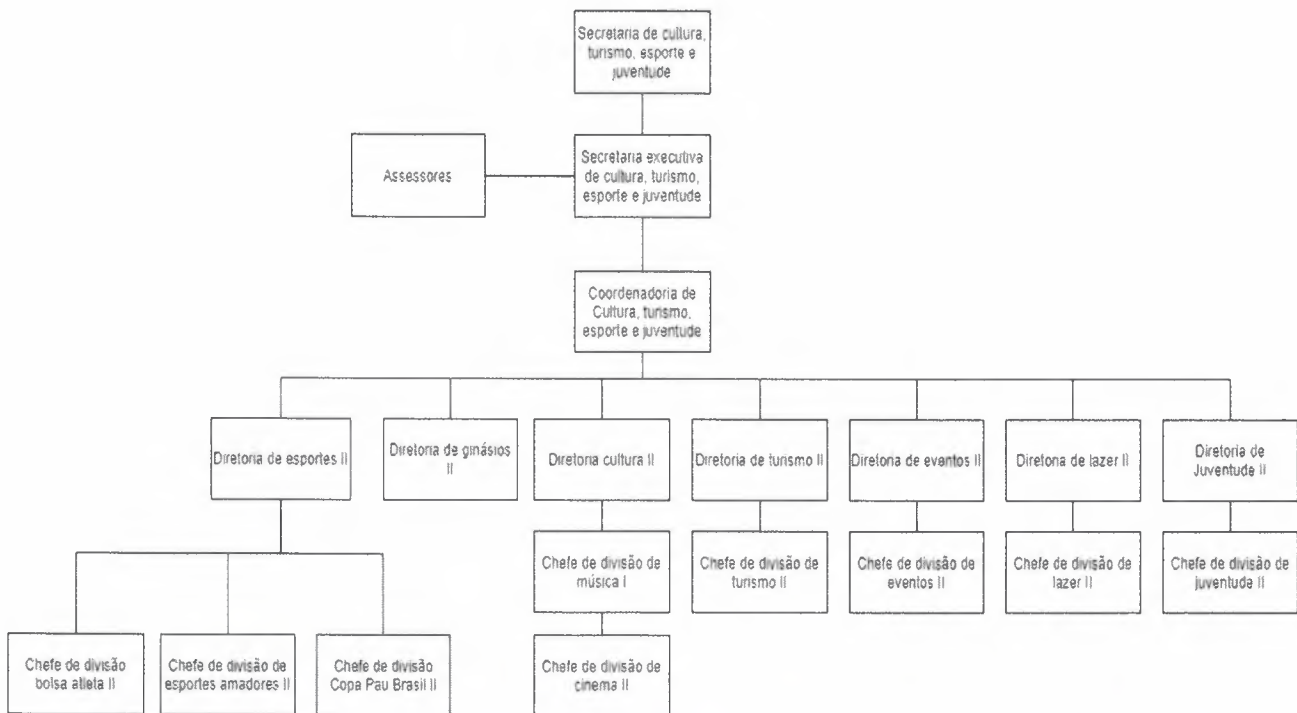 Secretaria de cultura,
turismo, esporte e
juventude
Assessores
Secretaria executiva
de cultura, turismo,
esporte e juventude
Coordenadoria de
Cultura, turismo,
esporte e juventude
Diretoria de esportes II
Diretoria de ginásios
II
Diretoria cultura II
Diretoria de turismo II
Diretoria de eventos II
Diretoria de lazer II
Diretoria de
Juventude II
Chefe de divisão de
música I
Chefe de divisão de
turismo II
Chefe de divisão de
eventos II
Chefe de divisão de
lazer II
Chefe de divisão de
juventude II
Chefe de divisão
bolsa atleta II
Chefe de divisão de
esportes amadores II
Chefe de divisão
Copa Pau Brasil II
Chefe de divisão de
cinema II